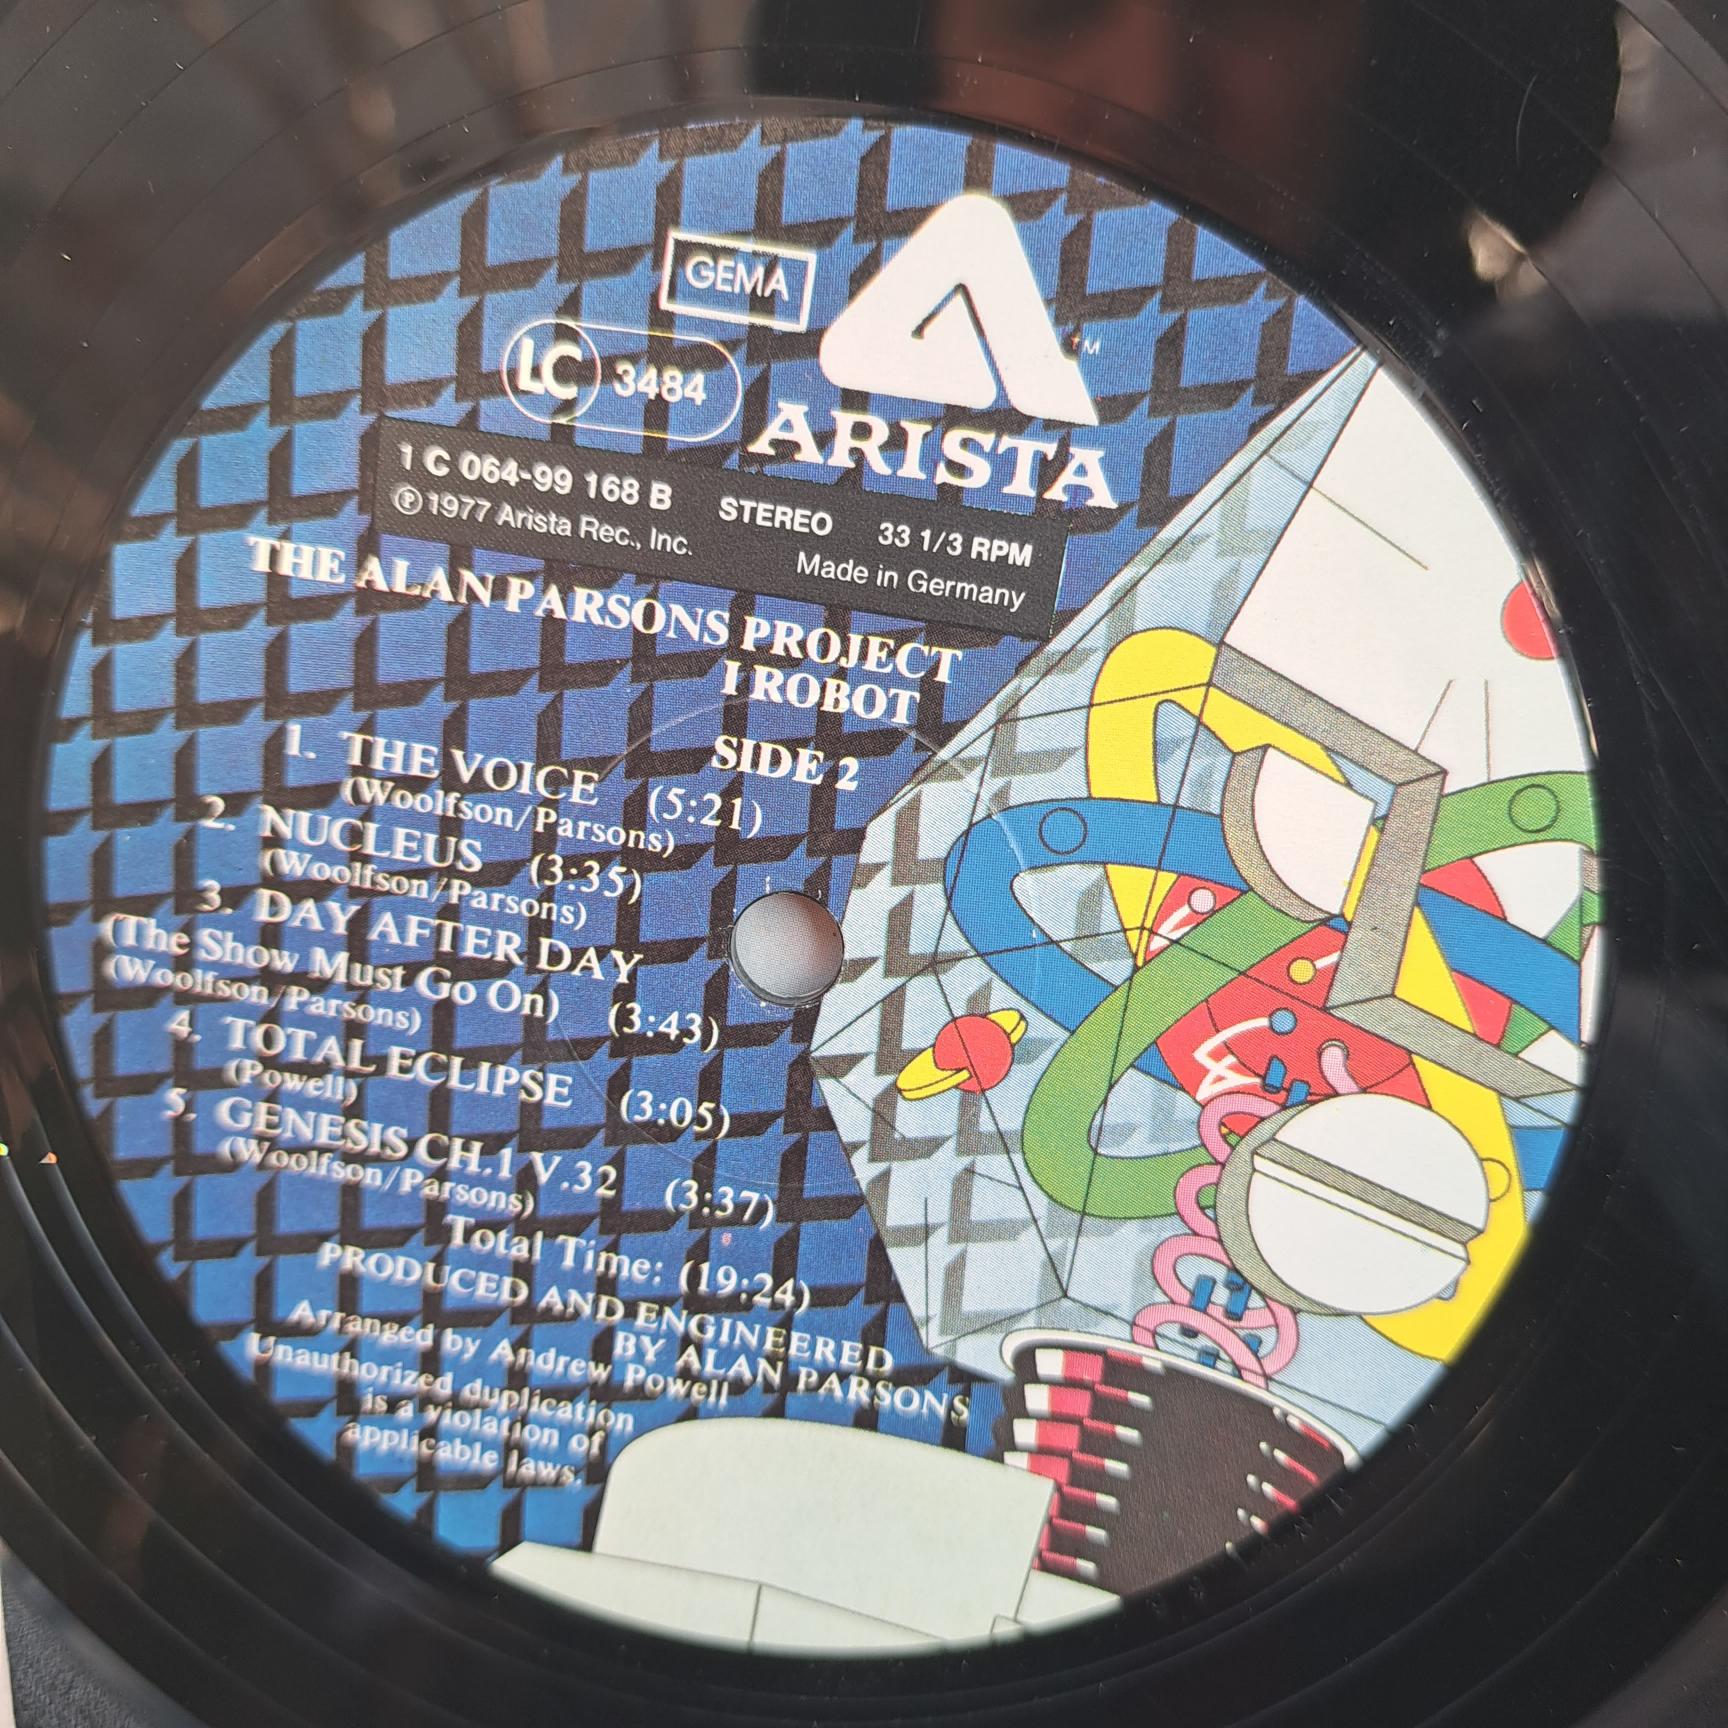 GEMA
LC 3484
TM
ARISTA
1 C 064-99 168 B STEREO 33 1/3 RPM
℗ 1977 Arista Rec., Inc. Made in Germany
THE ALAN PARSONS PROJECT
I ROBOT
SIDE 2
1. THE VOICE (5:21)
(Woolfson/Parsons)
2. NUCLEUS (3:35)
(Woolfson/Parsons)
3. DAY AFTER DAY
(The Show Must Go On) (3:43)
(Woolfson/Parsons)
4. TOTAL ECLIPSE (3:05)
(Powell)
5. GENESIS CH.1 V.32 (3:37)
(Woolfson/Parsons)
Total Time: (19:24)
PRODUCED AND ENGINEERED
BY ALAN PARSONS
Arranged by Andrew Powell
Unauthorized duplication
is a violation of
applicable laws.